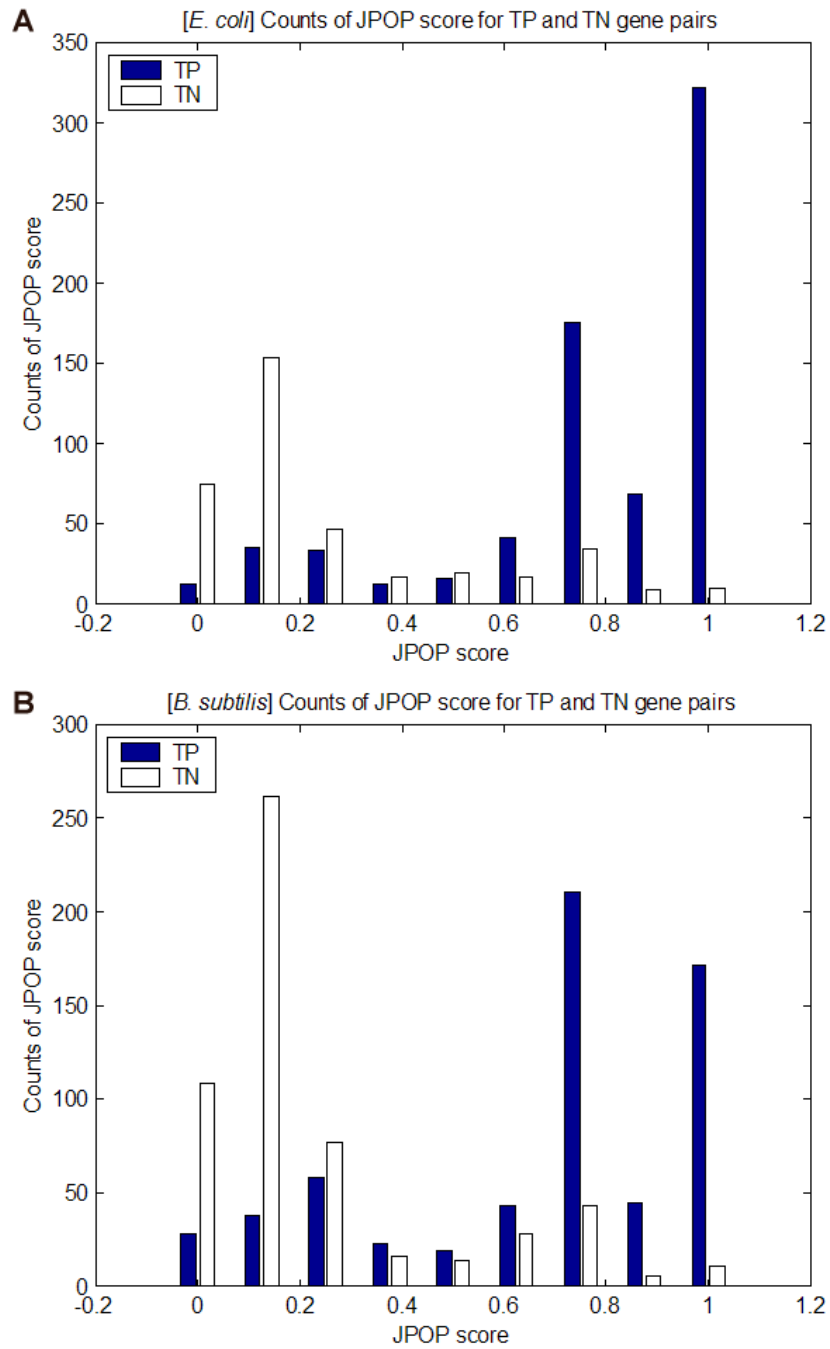 A
[E. coli] Counts of JPOP score for TP and TN gene pairs
350
300
250
200
150
100
50
0
Counts of JPOP score
TP
TN
-0.2 0 0.2 0.4 0.6 0.8 1 1.2
JPOP score
B
[B. subtilis] Counts of JPOP score for TP and TN gene pairs
300
250
200
150
100
50
0
Counts of JPOP score
TP
TN
-0.2 0 0.2 0.4 0.6 0.8 1 1.2
JPOP score